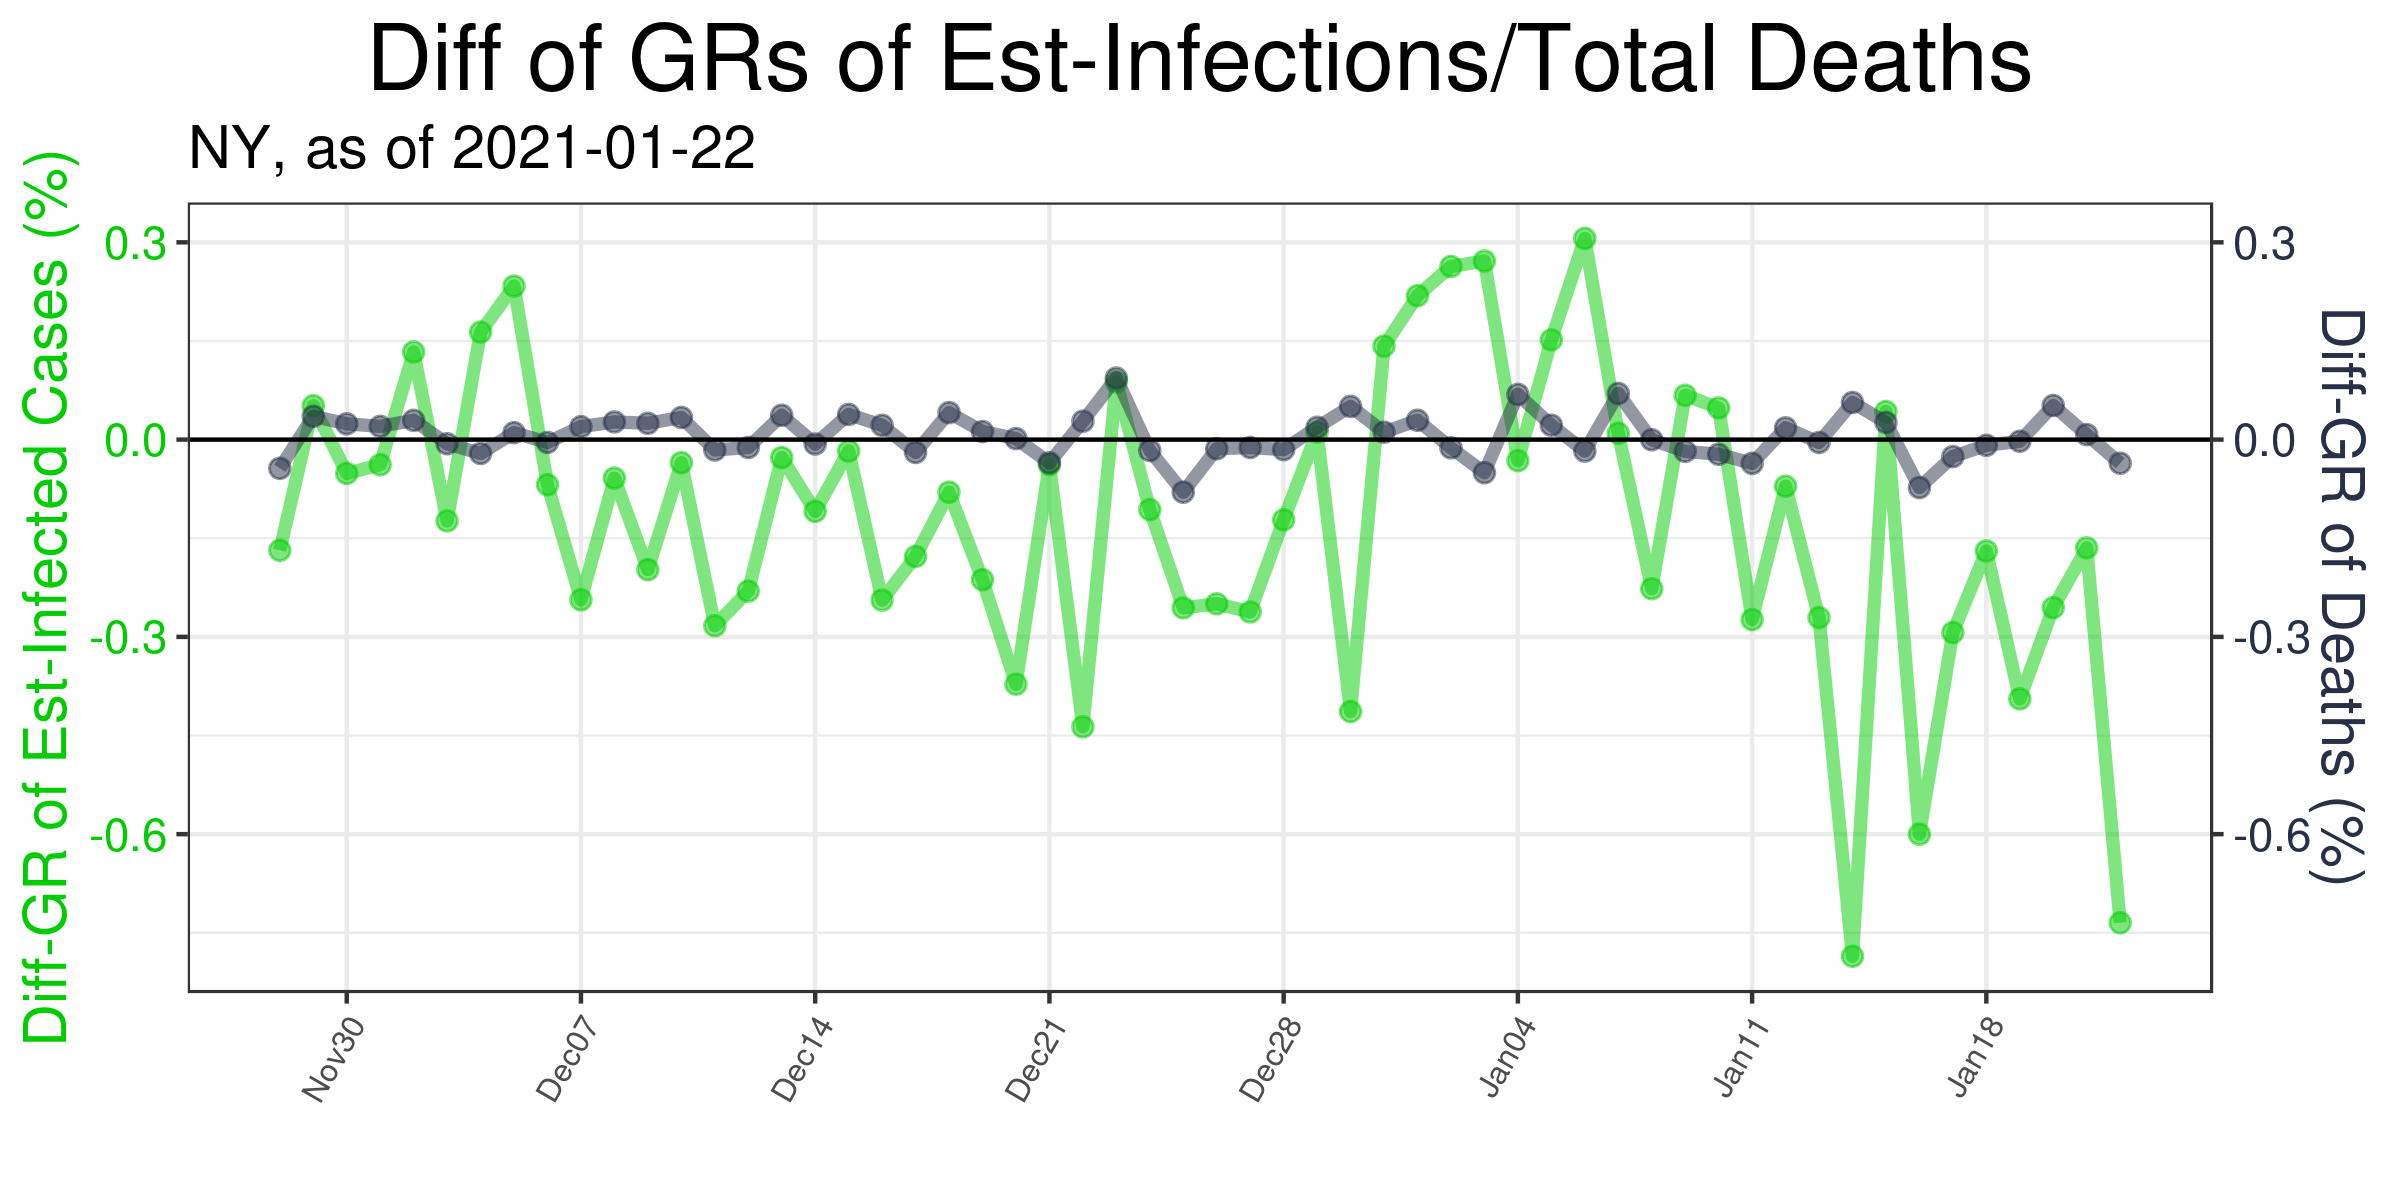 Diff of GRs of Est-Infections/Total Deaths
NY, as of 2021-01-22
Diff-GR of Est-Infected Cases (%)
0.3
0.0
-0.3
-0.6
0.3
0.0
-0.3
-0.6
Diff-GR of Deaths (%)
Nov30
Dec07
Dec14
Dec21
Dec28
Jan04
Jan11
Jan18